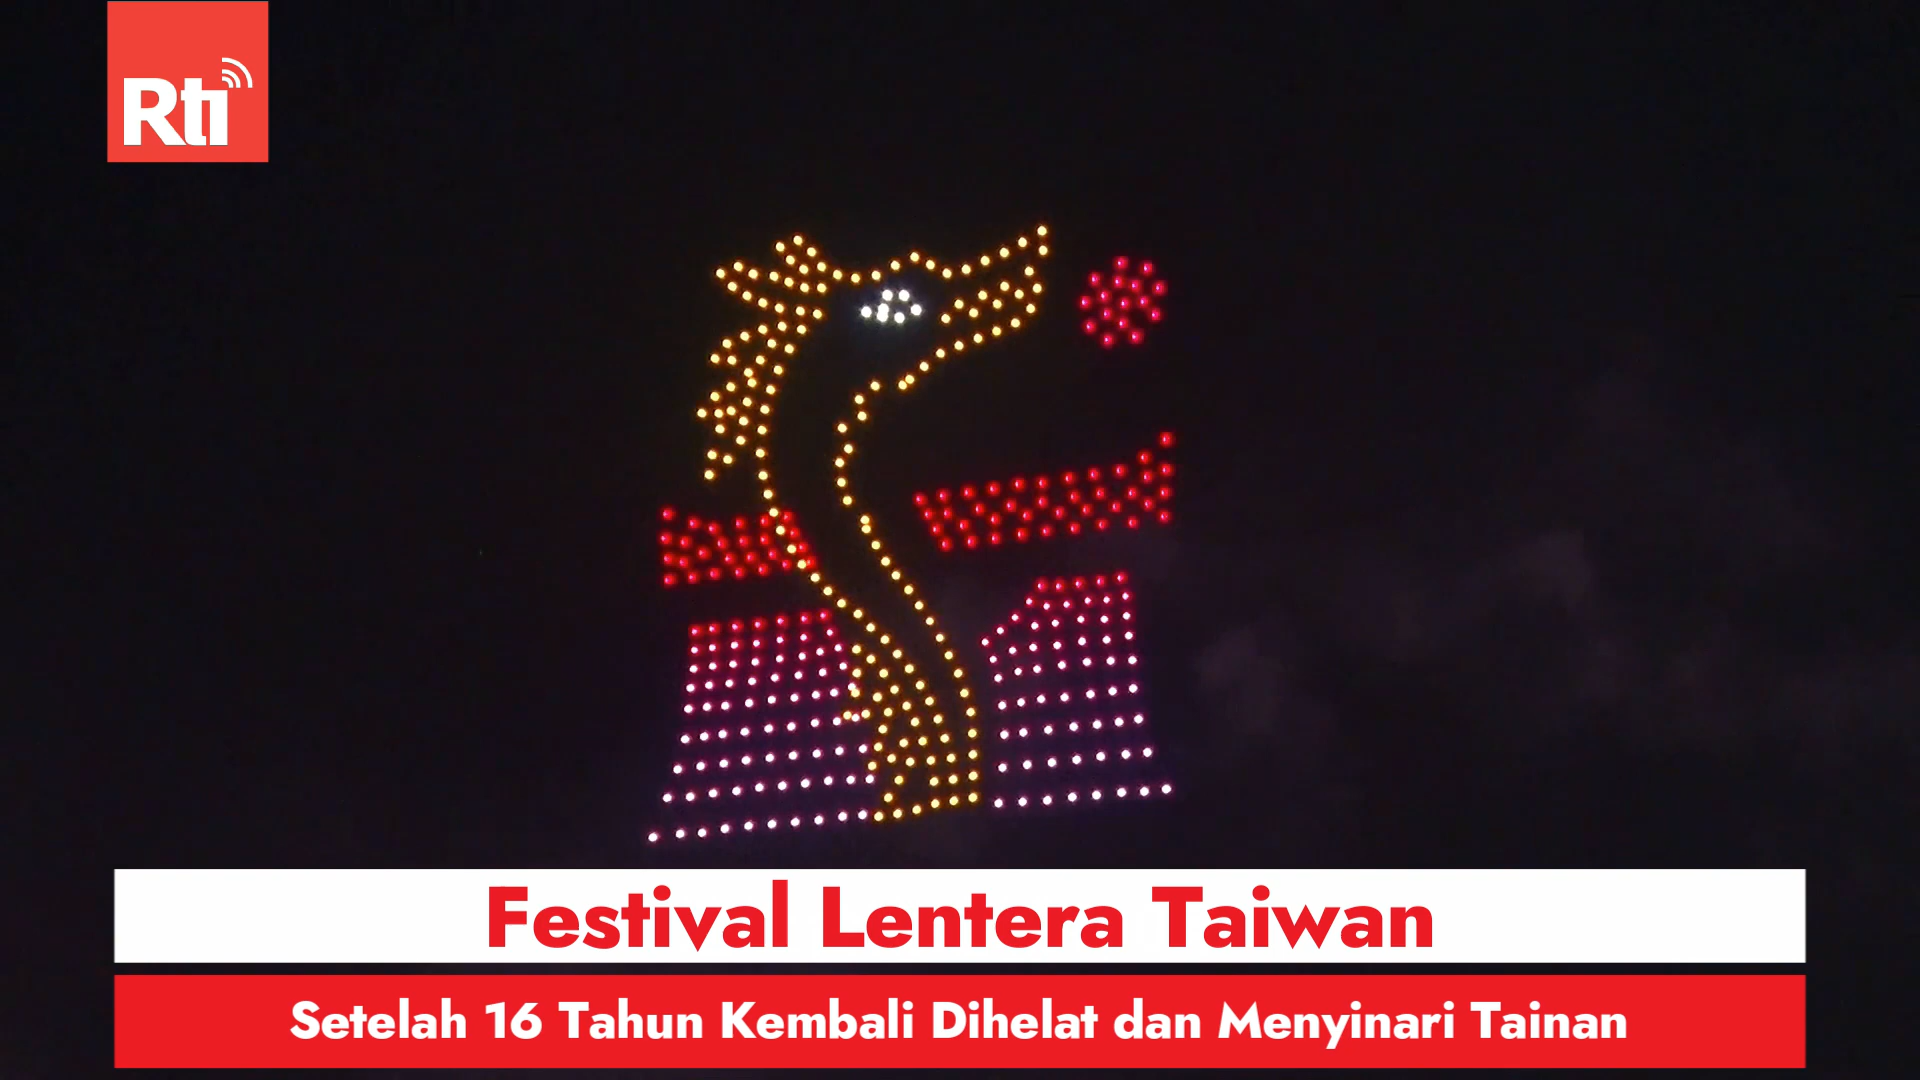 Rti
Festival Lentera Taiwan
Setelah 16 Tahun Kembali Dihelat dan Menyinari Tainan